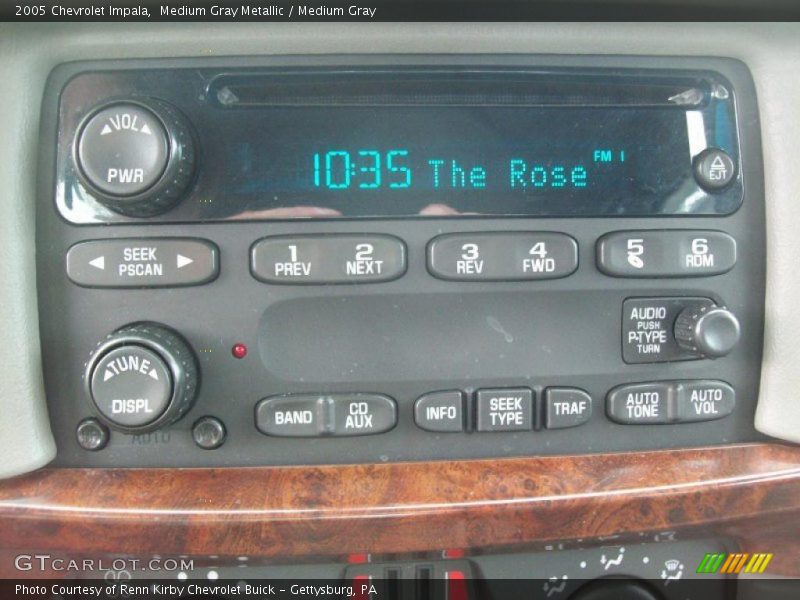 2005 Chevrolet Impala,  Medium Gray Metallic / Medium Gray
VOL
PWR
10:35 The Rose FM 1
EJT
SEEK
PSCAN
1 PREV
2 NEXT
3 REV
4 FWD
5
6 RDM
AUDIO
PUSH
P-TYPE
TURN
TUNE
DISPL
AUTO
BAND
CD AUX
INFO
SEEK TYPE
TRAF
AUTO TONE
AUTO VOL
GTCARLOT.COM
Photo Courtesy of Renn Kirby Chevrolet Buick - Gettysburg, PA